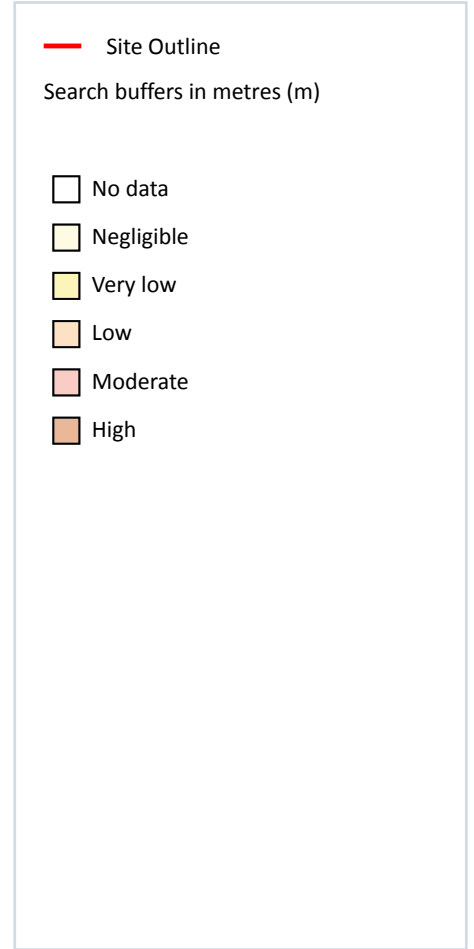 Site Outline
Search buffers in metres (m)
No data
Negligible
Very low
Low
Moderate
High